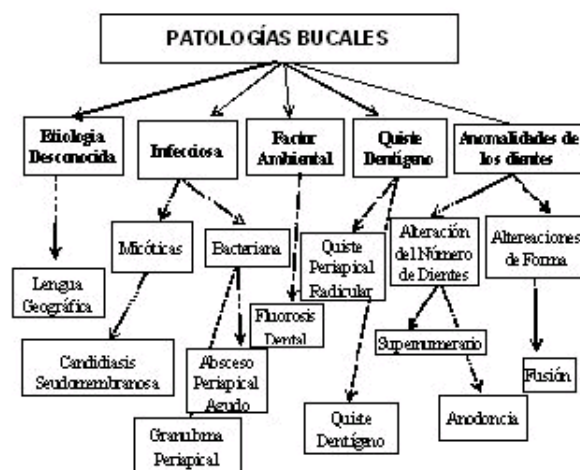 PATOLOGÍAS BUCALES
Etiologia
Desconocida
Infecciosa
Factor
Ambiental
Quiste
Dentígeno
Anomalidades de
los dientes
Micóticas
Bacteriana
Quiste
Periapical
Radicular
Alteración
del Número
de Dientes
Altereaciones
de Forma
Lengua
Geográfica
Fluorosis
Dental
Supernumerario
Candidiasis
Seudomembranosa
Absceso
Periapical
Agudo
Fusión
Granuloma
Periapical
Quiste
Dentígeno
Anodoncia